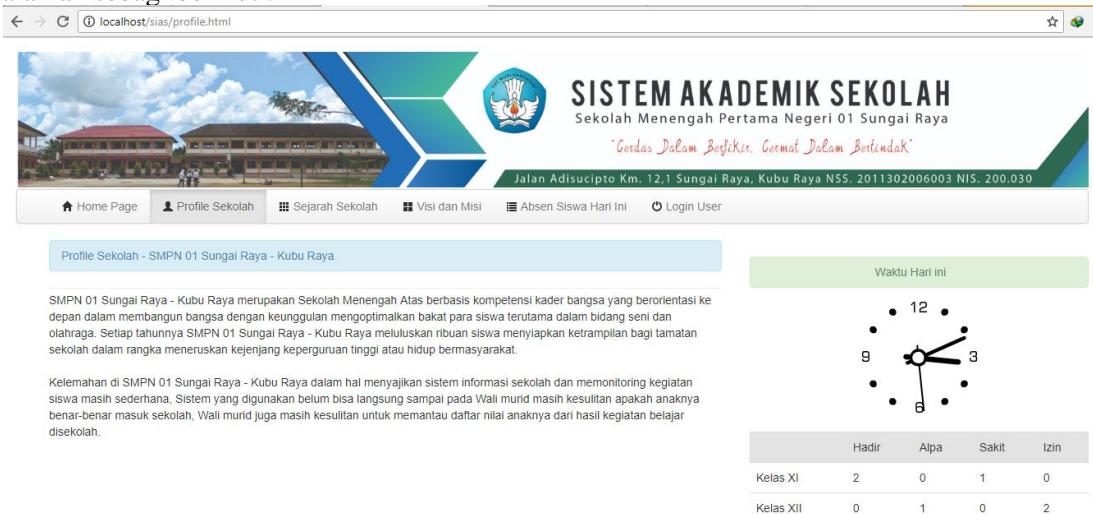 localhost/sias/profile.html
SISTEM AKADEMIK SEKOLAH
Sekolah Menengah Pertama Negeri 01 Sungai Raya
"Cerdas Dalam Berfikir, Cermat Dalam Bertindak"
Jalan Adisucipto Km. 12,1 Sungai Raya, Kubu Raya NSS. 2011302006003 NIS. 200.030
Home Page Profile Sekolah Sejarah Sekolah Visi dan Misi Absen Siswa Hari Ini Login User
Profile Sekolah - SMPN 01 Sungai Raya - Kubu Raya
SMPN 01 Sungai Raya - Kubu Raya merupakan Sekolah Menengah Atas berbasis kompetensi kader bangsa yang berorientasi ke
depan dalam membangun bangsa dengan keunggulan mengoptimalkan bakat para siswa terutama dalam bidang seni dan
olahraga. Setiap tahunnya SMPN 01 Sungai Raya - Kubu Raya meluluskan ribuan siswa menyiapkan ketrampilan bagi tamatan
sekolah dalam rangka meneruskan kejenjang keperguruan tinggi atau hidup bermasyarakat.
Kelemahan di SMPN 01 Sungai Raya - Kubu Raya dalam hal menyajikan sistem informasi sekolah dan memonitoring kegiatan
siswa masih sederhana, Sistem yang digunakan belum bisa langsung sampai pada Wali murid masih kesulitan apakah anaknya
benar-benar masuk sekolah, Wali murid juga masih kesulitan untuk memantau daftar nilai anaknya dari hasil kegiatan belajar
disekolah.
Waktu Hari ini
12
9 3
6
Hadir Alpa Sakit Izin
Kelas XI 2 0 1 0
Kelas XII 0 1 0 2